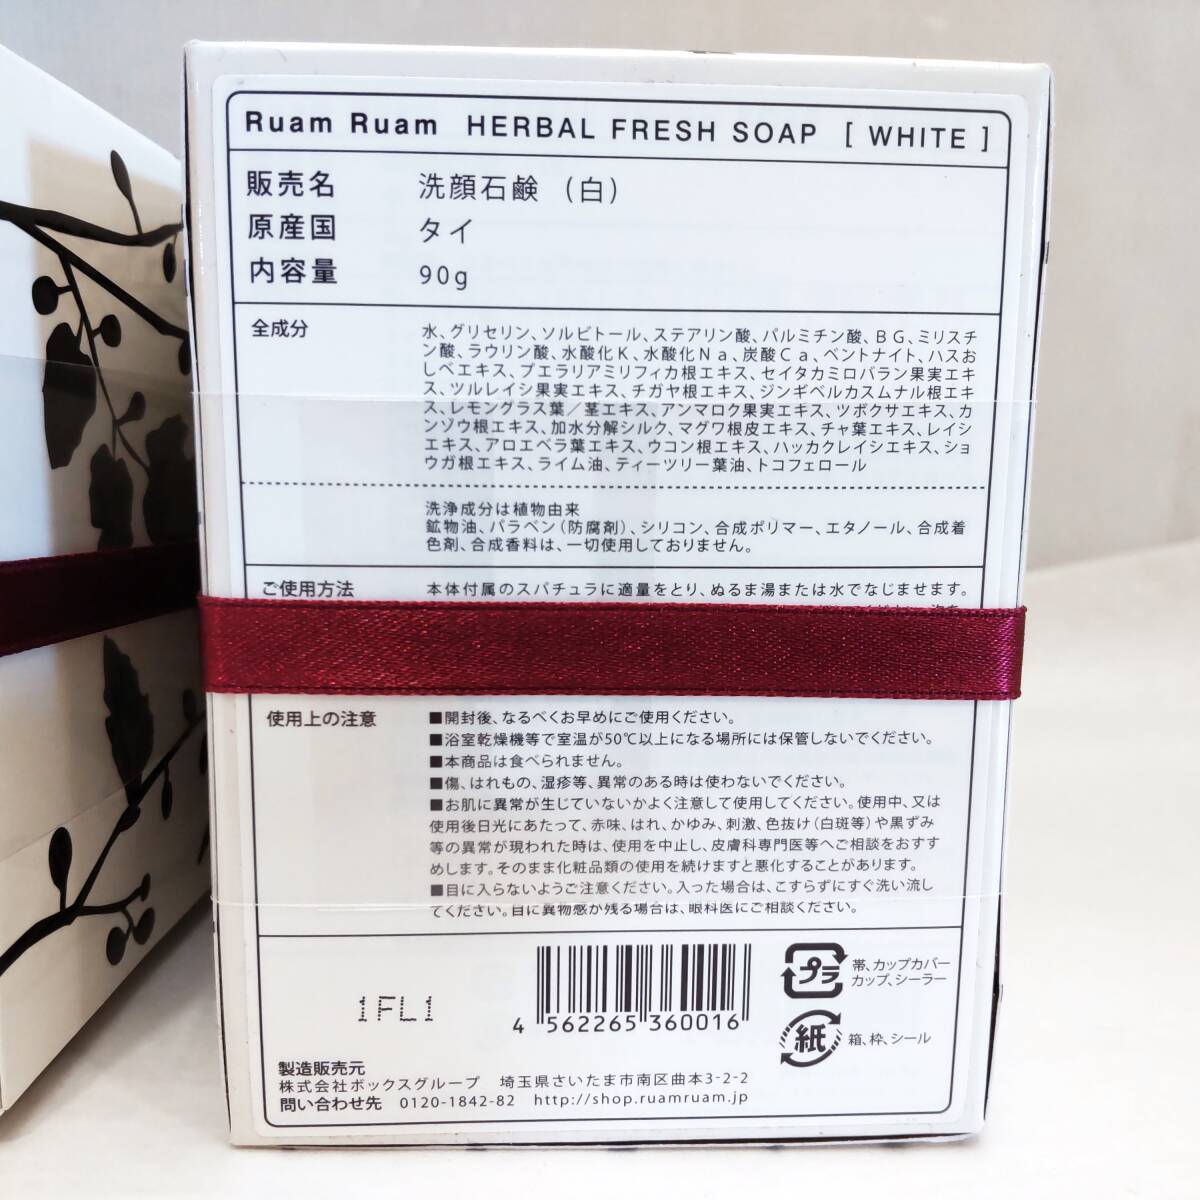 Ruam Ruam HERBAL FRESH SOAP [ WHITE ]
販売名 洗顔石鹸 (白)
原産国 タイ
内容量 90g
全成分 水、グリセリン、ソルビトール、ステアリン酸、パルミチン酸、BG、ミリスチ
ン酸、ラウリン酸、水酸化K、水酸化Na、炭酸Ca、ベントナイト、ハスお
しべエキス、プエラリアミリフィカ根エキス、セイタカミロバラン果実エキ
ス、ツルレイシ果実エキス、チガヤ根エキス、ジンギベルカスムナル根エキ
ス、レモングラス葉/茎エキス、アンマロク果実エキス、ツボクサエキス、カ
ンゾウ根エキス、加水分解シルク、マグワ根皮エキス、チャ葉エキス、レイシ
エキス、アロエベラ葉エキス、ウコン根エキス、ハッカクレイシエキス、ショ
ウガ根エキス、ライム油、ティーツリー葉油、トコフェロール
洗浄成分は植物由来
鉱物油、パラベン(防腐剤)、シリコン、合成ポリマー、エタノール、合成着
色剤、合成香料は、一切使用しておりません。
ご使用方法 本体付属のスパチュラに適量をとり、ぬるま湯または水でなじませます。
使用上の注意 ■開封後、なるべくお早めにご使用ください。
■浴室乾燥機等で室温が50℃以上になる場所には保管しないでください。
■本商品は食べられません。
■傷、はれもの、湿疹等、異常のある時は使わないでください。
■お肌に異常が生じていないかよく注意して使用してください。使用中、又は
使用後日光にあたって、赤味、はれ、かゆみ、刺激、色抜け(白斑等)や黒ずみ
等の異常が現われた時は、使用を中止し、皮膚科専門医等へご相談をおすす
めします。そのまま化粧品類の使用を続けますと悪化することがあります。
■目に入らないようご注意ください。入った場合は、こすらずにすぐ洗い流し
てください。目に異物感が残る場合は、眼科医にご相談ください。
1FL1
4 562265 360016
プラ 帯、カップカバー
カップ、シーラー
紙 箱、枠、シール
製造販売元
株式会社ボックスグループ 埼玉県さいたま市南区曲本3-2-2
問い合わせ先 0120-1842-82 http://shop.ruamruam.jp